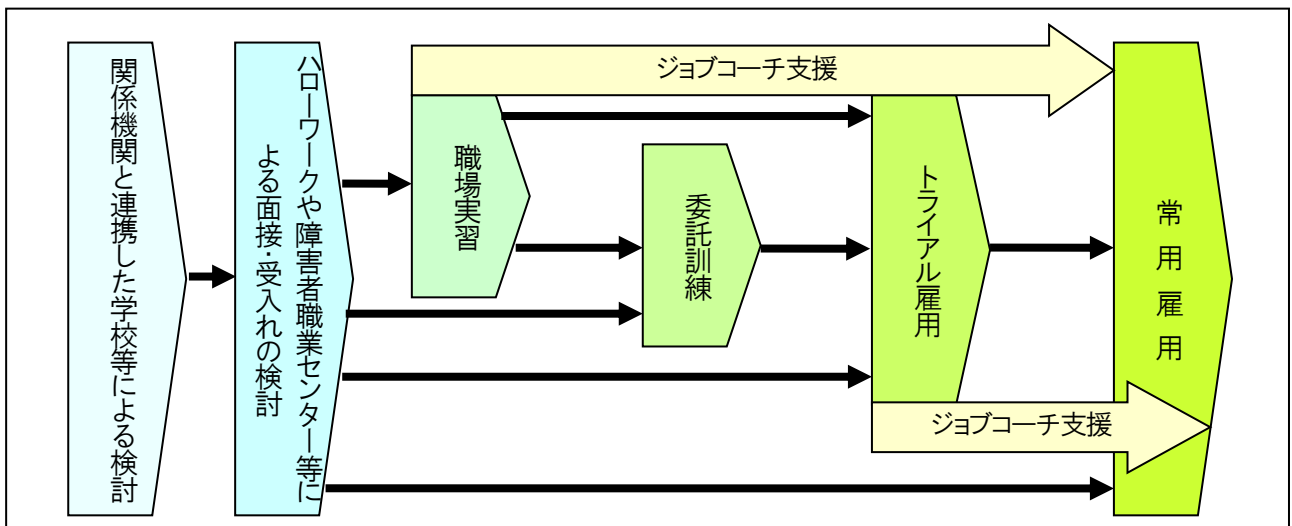 関係機関と連携した学校等による検討
ハローワークや障害者職業センター等に
よる面接・受入れの検討
ジョブコーチ支援
職場実習
委託訓練
トライアル雇用
常用雇用
ジョブコーチ支援